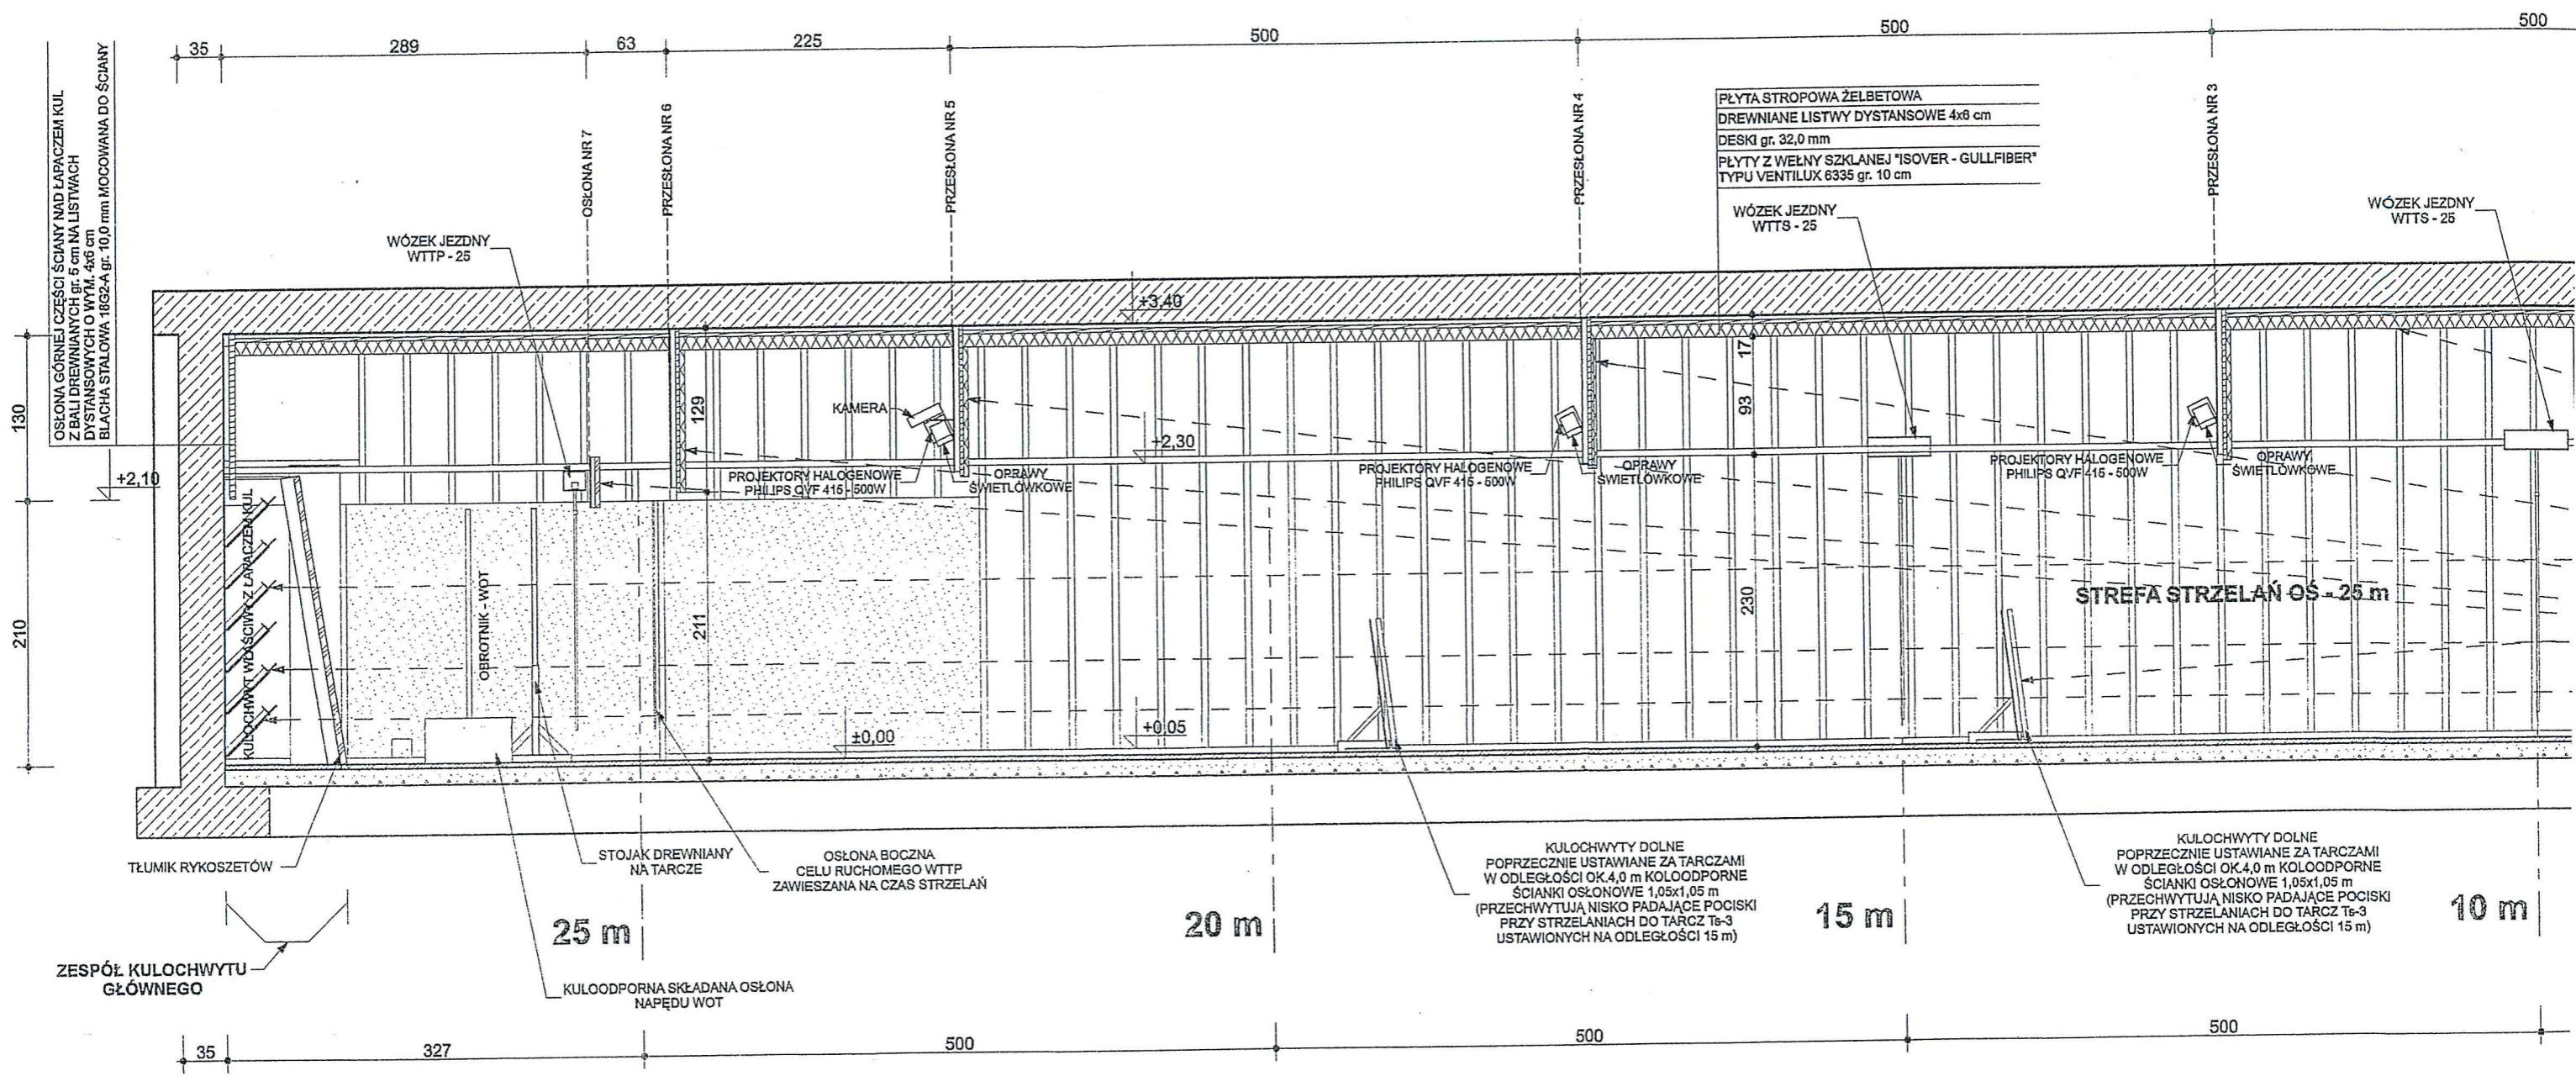 35
289
63
225
500
500
500
OSŁONA GÓRNEJ CZĘŚCI ŚCIANY NAD ŁAPACZEM KUL
Z BALI DREWNIANYCH gr. 5 cm NA LISTWACH
DYSTANSOWYCH O WYM. 4x6 cm
BLACHA STALOWA 18G2-A gr. 10,0 mm MOCOWANA DO ŚCIANY
OSŁONA NR 7
PRZESŁONA NR 6
PRZESŁONA NR 5
PRZESŁONA NR 4
PRZESŁONA NR 3
PŁYTA STROPOWA ŻELBETOWA
DREWNIANE LISTWY DYSTANSOWE 4x6 cm
DESKI gr. 32,0 mm
PŁYTY Z WEŁNY SZKLANEJ "ISOVER - GULLFIBER"
TYPU VENTILUX 6335 gr. 10 cm
WÓZEK JEZDNY
WTTP - 25
WÓZEK JEZDNY
WTTS - 25
WÓZEK JEZDNY
WTTS - 25
+3,40
130
129
17
93
KAMERA
+2,30
+2,10
PROJEKTORY HALOGENOWE
PHILIPS QVF 415 - 500W
OPRAWY
ŚWIETLÓWKOWE
PROJEKTORY HALOGENOWE
PHILIPS QVF 415 - 500W
OPRAWY
ŚWIETLÓWKOWE
PROJEKTORY HALOGENOWE
PHILIPS QVF 415 - 500W
OPRAWY
ŚWIETLÓWKOWE
210
KULOCHWYT WŁAŚCIWY Z ŁAPACZEM KUL
OBROTNIK - WOT
211
230
STREFA STRZELAŃ OŚ - 25 m
±0,00
+0,05
TŁUMIK RYKOSZETÓW
STOJAK DREWNIANY
NA TARCZE
OSŁONA BOCZNA
CELU RUCHOMEGO WTTP
ZAWIESZANA NA CZAS STRZELAŃ
KULOCHWYTY DOLNE
POPRZECZNIE USTAWIANE ZA TARCZAMI
W ODLEGŁOŚCI OK.4,0 m KOLOODPORNE
ŚCIANKI OSŁONOWE 1,05x1,05 m
(PRZECHWYTUJĄ NISKO PADAJĄCE POCISKI
PRZY STRZELANIACH DO TARCZ Ts-3
USTAWIONYCH NA ODLEGŁOŚCI 15 m)
KULOCHWYTY DOLNE
POPRZECZNIE USTAWIANE ZA TARCZAMI
W ODLEGŁOŚCI OK.4,0 m KOLOODPORNE
ŚCIANKI OSŁONOWE 1,05x1,05 m
(PRZECHWYTUJĄ NISKO PADAJĄCE POCISKI
PRZY STRZELANIACH DO TARCZ Ts-3
USTAWIONYCH NA ODLEGŁOŚCI 15 m)
25 m
20 m
15 m
10 m
ZESPÓŁ KULOCHWYTU
GŁÓWNEGO
KULOODPORNA SKŁADANA OSŁONA
NAPĘDU WOT
35
327
500
500
500